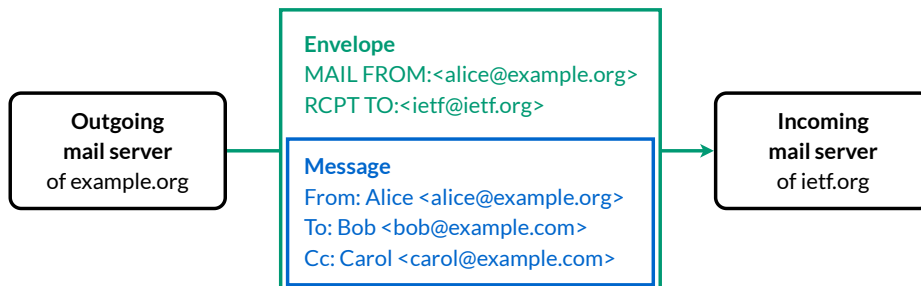 Outgoing
mail server
of example.org
Envelope
MAIL FROM:<alice@example.org>
RCPT TO:<ietf@ietf.org>
Message
From: Alice <alice@example.org>
To: Bob <bob@example.com>
Cc: Carol <carol@example.com>
Incoming
mail server
of ietf.org